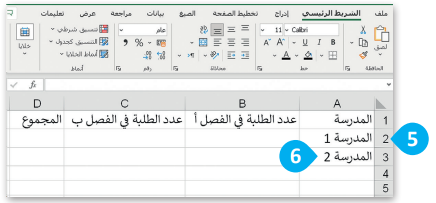 ملف الشريط الرئيسي إدراج تخطيط الصفحة الصيغ بيانات مراجعة عرض تعليمات
Calibri 11 عام تنسيق شرطي
لصق B I U % تنسيق كجدول خلايا
أنماط الخلايا
الحافظة خط محاذاة رقم أنماط
fx
A B C D
1 المدرسة عدد الطلبة في الفصل أ عدد الطلبة في الفصل ب المجموع
2 المدرسة 1 5
3 المدرسة 2 6
4
5